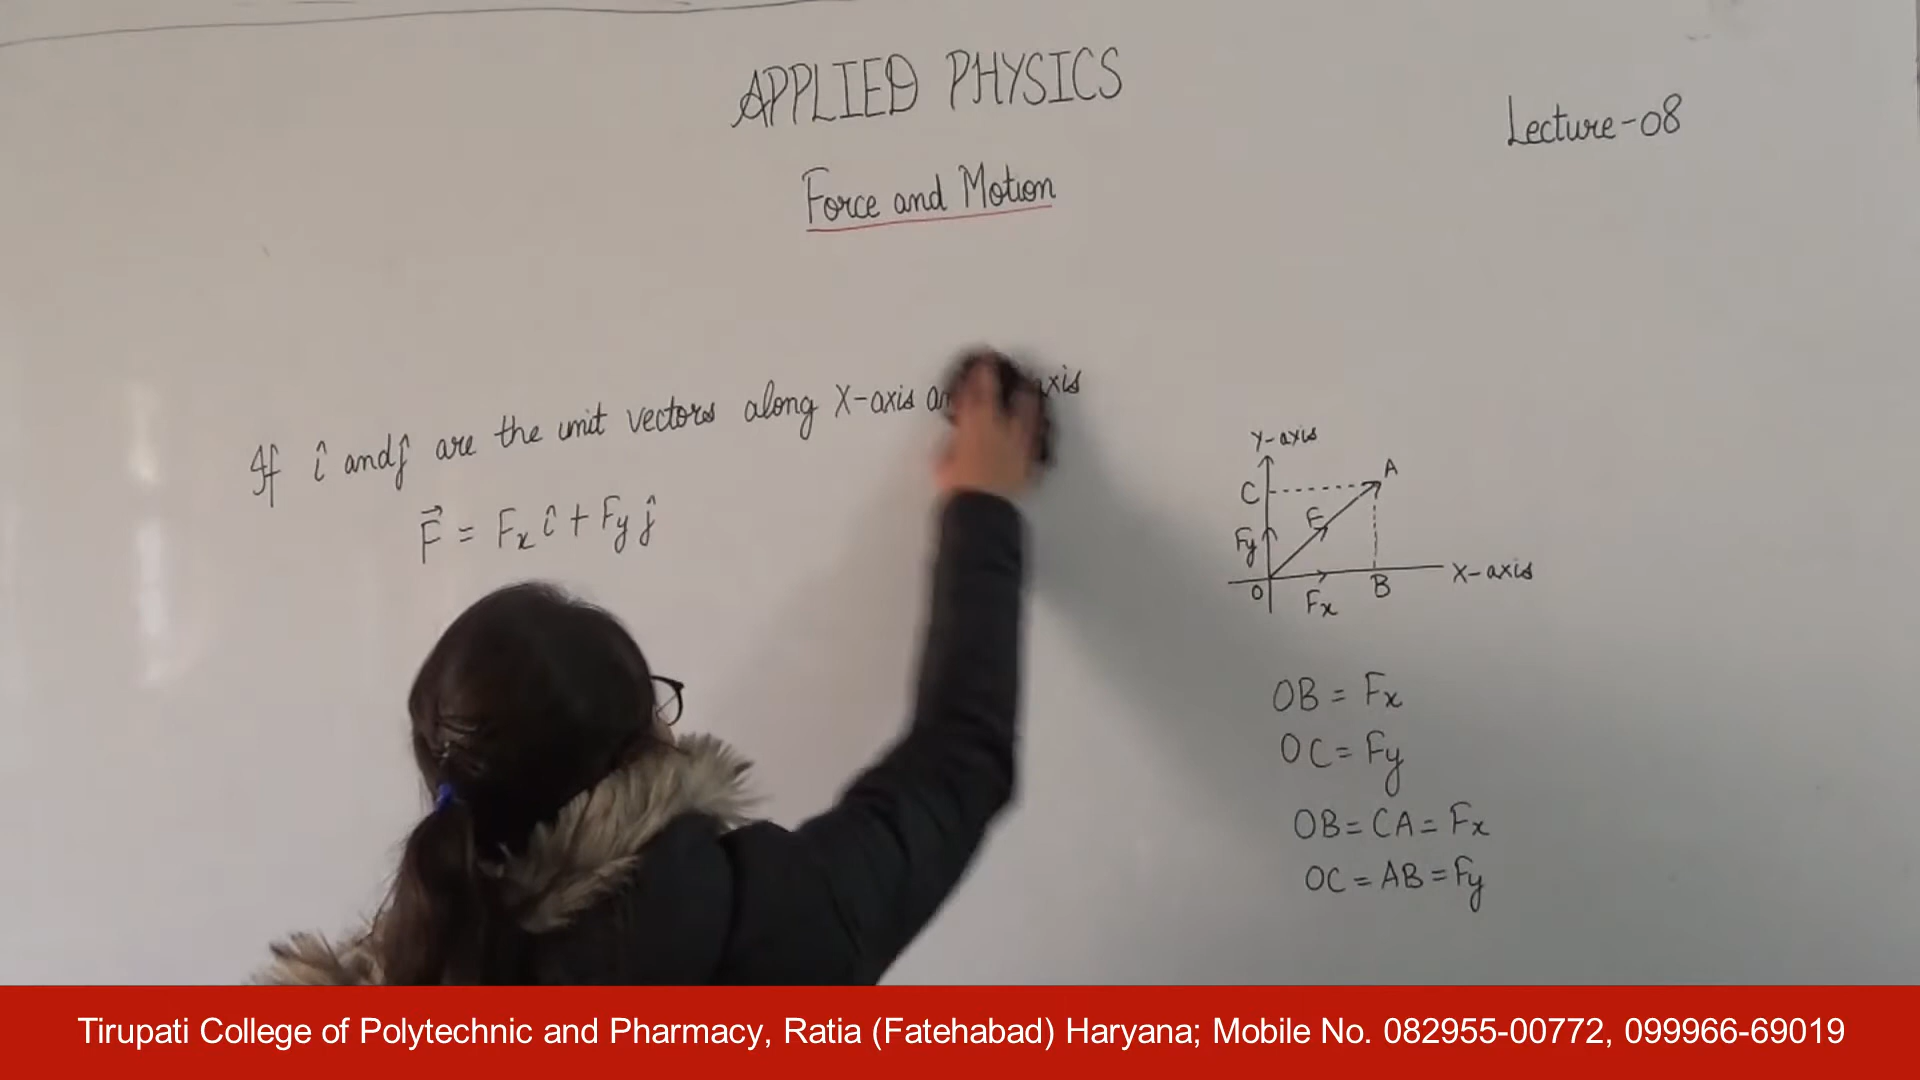 APPLIED PHYSICS
Lecture-08
Force and Motion
If î and ĵ are the unit vectors along X-axis an axis
F⃗ = Fx î + Fy ĵ
Y-axis
A
C
F
Fy
X-axis
O
B
Fx
OB = Fx
OC = Fy
OB = CA = Fx
OC = AB = Fy
Tirupati College of Polytechnic and Pharmacy, Ratia (Fatehabad) Haryana; Mobile No. 082955-00772, 099966-69019